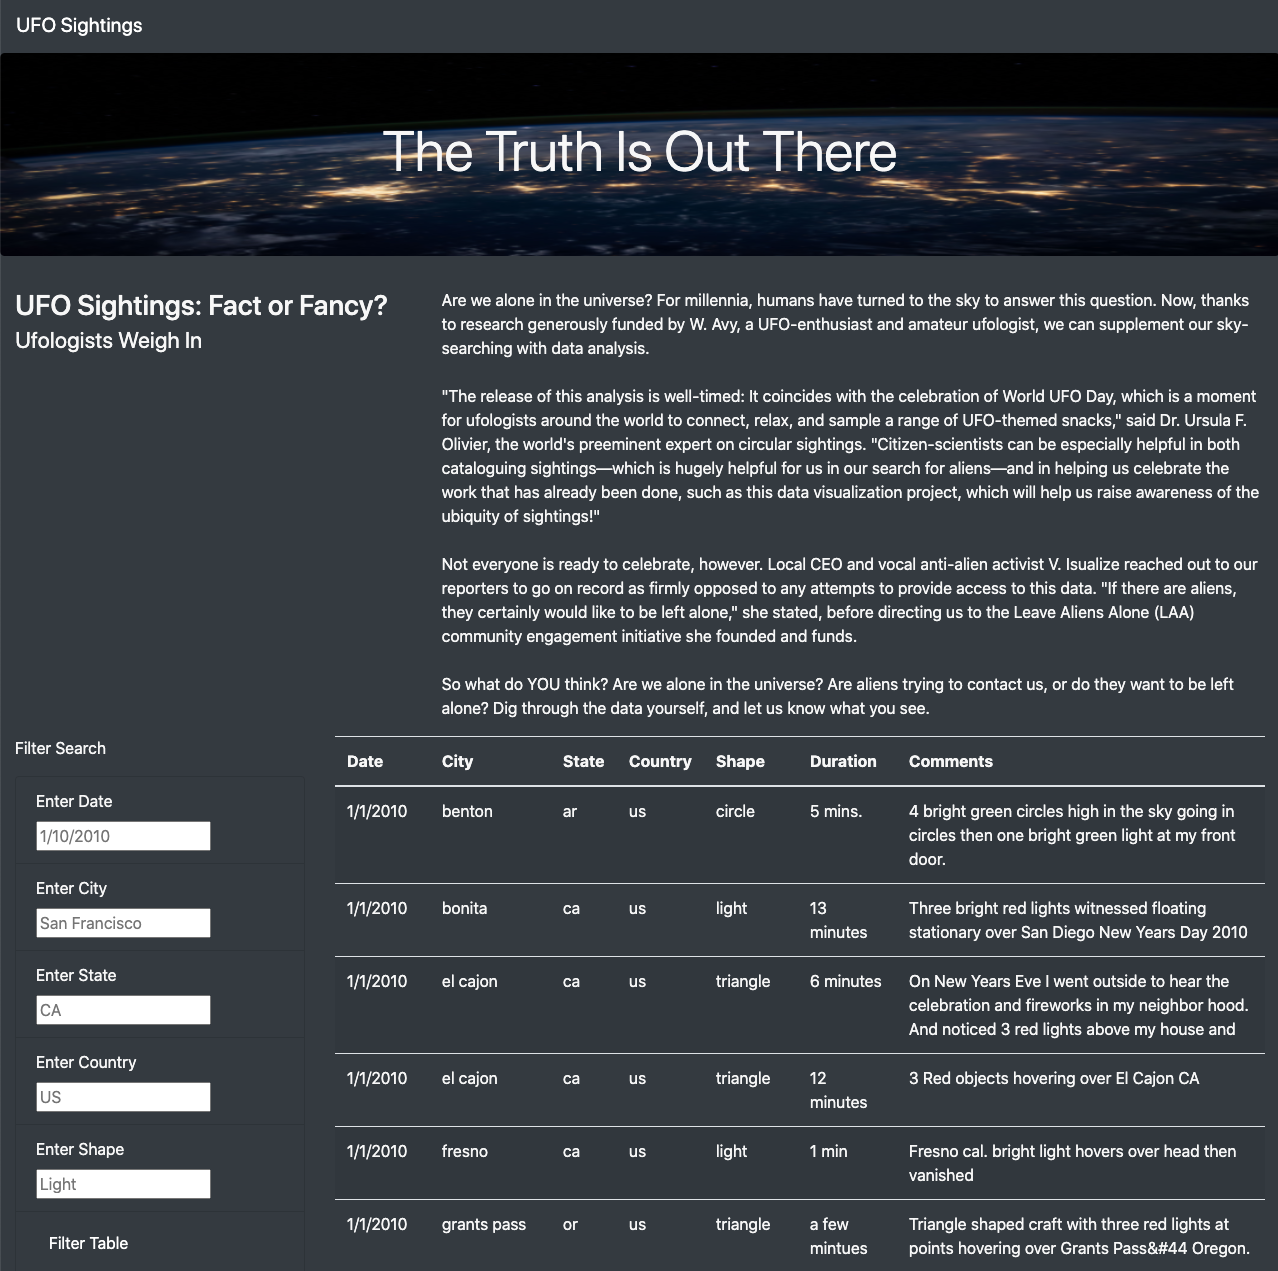 UFO Sightings
The Truth Is Out There
UFO Sightings: Fact or Fancy?
Ufologists Weigh In
Are we alone in the universe? For millennia, humans have turned to the sky to answer this question. Now, thanks
to research generously funded by W. Avy, a UFO-enthusiast and amateur ufologist, we can supplement our sky-
searching with data analysis.
"The release of this analysis is well-timed: It coincides with the celebration of World UFO Day, which is a moment
for ufologists around the world to connect, relax, and sample a range of UFO-themed snacks," said Dr. Ursula F.
Olivier, the world's preeminent expert on circular sightings. "Citizen-scientists can be especially helpful in both
cataloguing sightings—which is hugely helpful for us in our search for aliens—and in helping us celebrate the
work that has already been done, such as this data visualization project, which will help us raise awareness of the
ubiquity of sightings!"
Not everyone is ready to celebrate, however. Local CEO and vocal anti-alien activist V. Isualize reached out to our
reporters to go on record as firmly opposed to any attempts to provide access to this data. "If there are aliens,
they certainly would like to be left alone," she stated, before directing us to the Leave Aliens Alone (LAA)
community engagement initiative she founded and funds.
So what do YOU think? Are we alone in the universe? Are aliens trying to contact us, or do they want to be left
alone? Dig through the data yourself, and let us know what you see.
Filter Search
Enter Date
1/10/2010
Enter City
San Francisco
Enter State
CA
Enter Country
US
Enter Shape
Light
Filter Table
Date City State Country Shape Duration Comments
1/1/2010 benton ar us circle 5 mins. 4 bright green circles high in the sky going in
circles then one bright green light at my front
door.
1/1/2010 bonita ca us light 13 Three bright red lights witnessed floating
minutes stationary over San Diego New Years Day 2010
1/1/2010 el cajon ca us triangle 6 minutes On New Years Eve I went outside to hear the
celebration and fireworks in my neighbor hood.
And noticed 3 red lights above my house and
1/1/2010 el cajon ca us triangle 12 3 Red objects hovering over El Cajon CA
minutes
1/1/2010 fresno ca us light 1 min Fresno cal. bright light hovers over head then
vanished
1/1/2010 grants pass or us triangle a few Triangle shaped craft with three red lights at
mintues points hovering over Grants Pass&#44 Oregon.